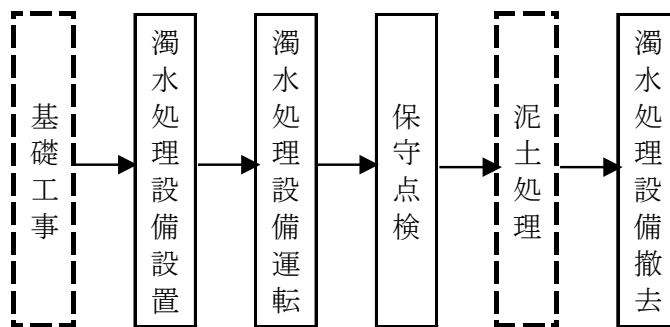 基礎工事
濁水処理設備設置
濁水処理設備運転
保守点検
泥土処理
濁水処理設備撤去